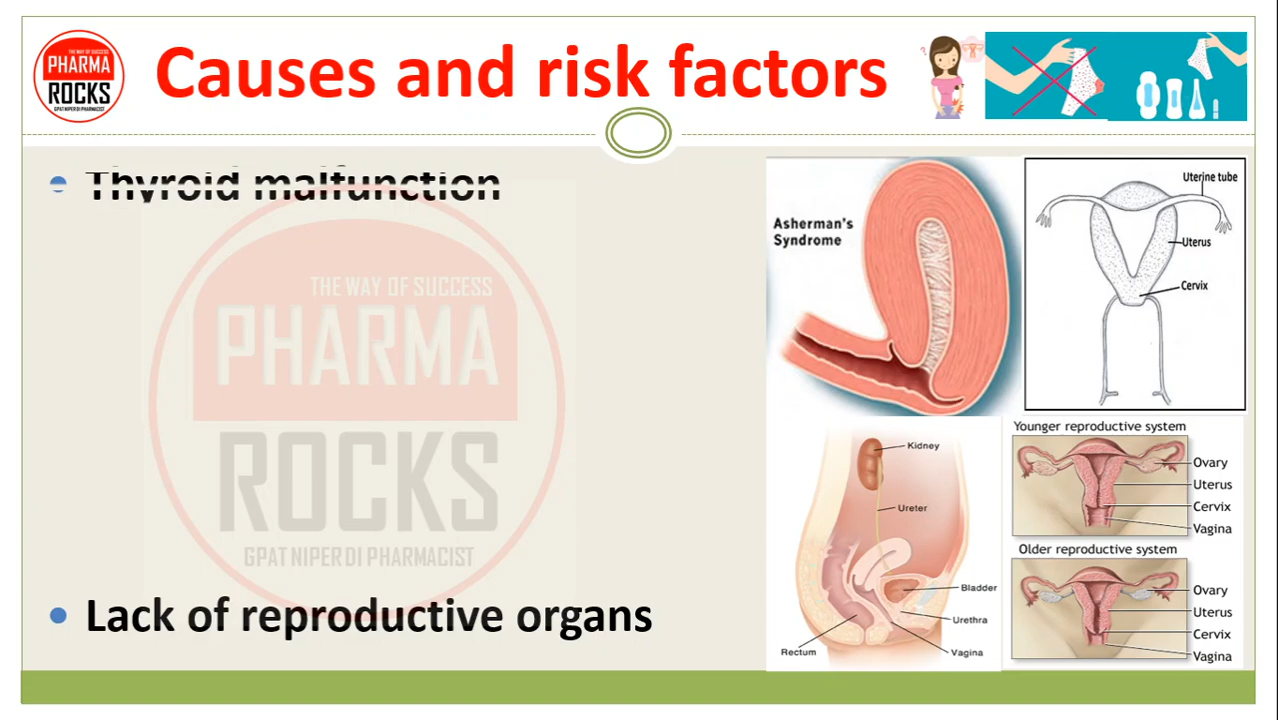 THE WAY OF SUCCESS
PHARMA
ROCKS
GPAT NIPER DI PHARMACIST
Causes and risk factors
• Thyroid malfunction
THE WAY OF SUCCESS
PHARMA
ROCKS
GPAT NIPER DI PHARMACIST
• Lack of reproductive organs
Asherman's
Syndrome
Uterine tube
Uterus
Cervix
Kidney
Ureter
Bladder
Urethra
Vagina
Rectum
Younger reproductive system
Ovary
Uterus
Cervix
Vagina
Older reproductive system
Ovary
Uterus
Cervix
Vagina